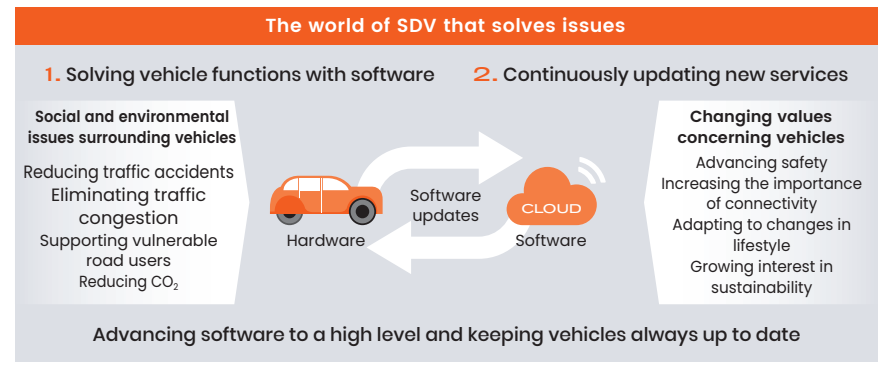 The world of SDV that solves issues
1. Solving vehicle functions with software
2. Continuously updating new services
Social and environmental
issues surrounding vehicles
Reducing traffic accidents
Eliminating traffic
congestion
Supporting vulnerable
road users
Reducing CO₂
Hardware
Software
updates
CLOUD
Software
Changing values
concerning vehicles
Advancing safety
Increasing the importance
of connectivity
Adapting to changes in
lifestyle
Growing interest in
sustainability
Advancing software to a high level and keeping vehicles always up to date